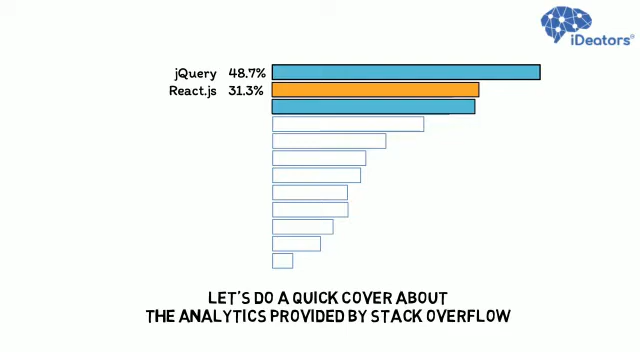 iDeators®
jQuery 48.7%
React.js 31.3%
LET'S DO A QUICK COVER ABOUT
THE ANALYTICS PROVIDED BY STACK OVERFLOW